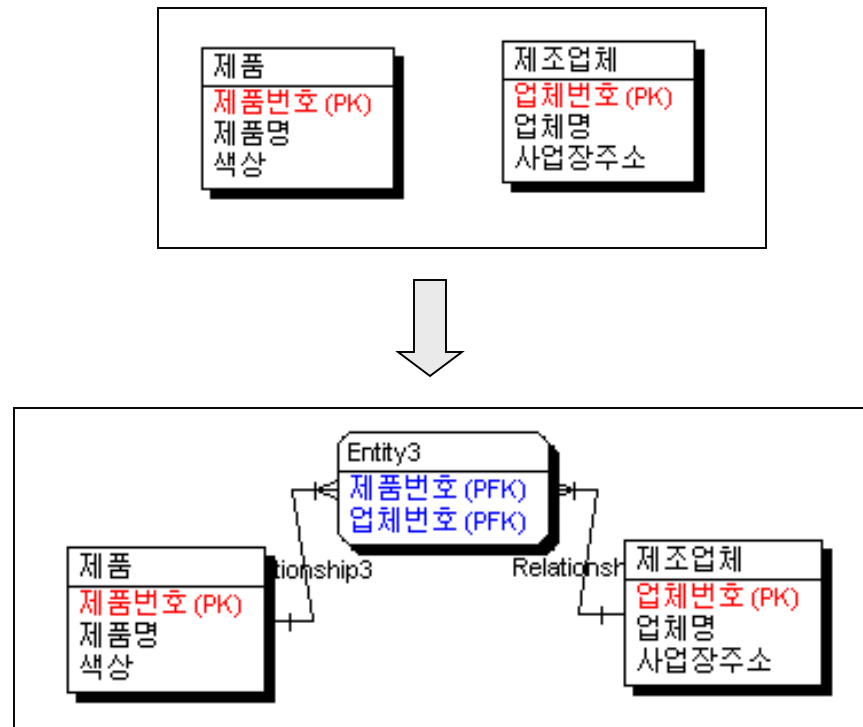 제품
제품번호 (PK)
제품명
색상
제조업체
업체번호 (PK)
업체명
사업장주소
Entity3
제품번호 (PFK)
업체번호 (PFK)
tionship3
Relationsh
제품
제품번호 (PK)
제품명
색상
제조업체
업체번호 (PK)
업체명
사업장주소